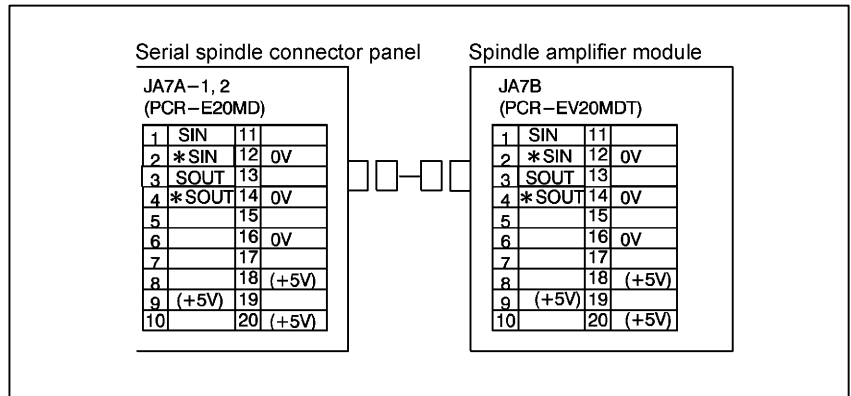 Serial spindle connector panel
JA7A-1, 2
(PCR-E20MD)
1 SIN 11
2 *SIN 12 0V
3 SOUT 13
4 *SOUT 14 0V
5 15
6 16 0V
7 17
8 18 (+5V)
9 (+5V) 19
10 20 (+5V)
Spindle amplifier module
JA7B
(PCR-EV20MDT)
1 SIN 11
2 *SIN 12 0V
3 SOUT 13
4 *SOUT 14 0V
5 15
6 16 0V
7 17
8 18 (+5V)
9 (+5V) 19
10 20 (+5V)